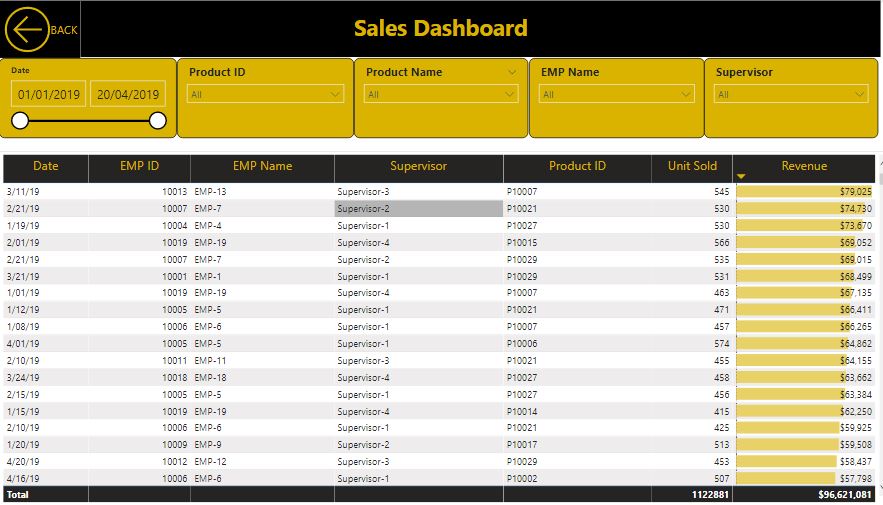 BACK
Sales Dashboard
Date
01/01/2019 20/04/2019
Product ID
All
Product Name
All
EMP Name
All
Supervisor
All
Date EMP ID EMP Name Supervisor Product ID Unit Sold Revenue
3/11/19 10013 EMP-13 Supervisor-3 P10007 545 $79,025
2/21/19 10007 EMP-7 Supervisor-2 P10021 530 $74,730
1/19/19 10004 EMP-4 Supervisor-1 P10027 530 $73,670
2/01/19 10019 EMP-19 Supervisor-4 P10015 566 $69,052
2/21/19 10007 EMP-7 Supervisor-2 P10029 535 $69,015
3/21/19 10001 EMP-1 Supervisor-1 P10029 531 $68,499
1/01/19 10019 EMP-19 Supervisor-4 P10007 463 $67,135
1/12/19 10005 EMP-5 Supervisor-1 P10021 471 $66,411
1/08/19 10006 EMP-6 Supervisor-1 P10007 457 $66,265
4/01/19 10005 EMP-5 Supervisor-1 P10006 574 $64,862
2/10/19 10011 EMP-11 Supervisor-3 P10021 455 $64,155
3/24/19 10018 EMP-18 Supervisor-4 P10027 458 $63,662
2/15/19 10005 EMP-5 Supervisor-1 P10027 456 $63,384
1/15/19 10019 EMP-19 Supervisor-4 P10014 415 $62,250
2/10/19 10006 EMP-6 Supervisor-1 P10021 425 $59,925
1/20/19 10009 EMP-9 Supervisor-2 P10017 513 $59,508
4/20/19 10012 EMP-12 Supervisor-3 P10029 453 $58,437
4/16/19 10006 EMP-6 Supervisor-1 P10002 507 $57,798
Total 1122881 $96,621,081